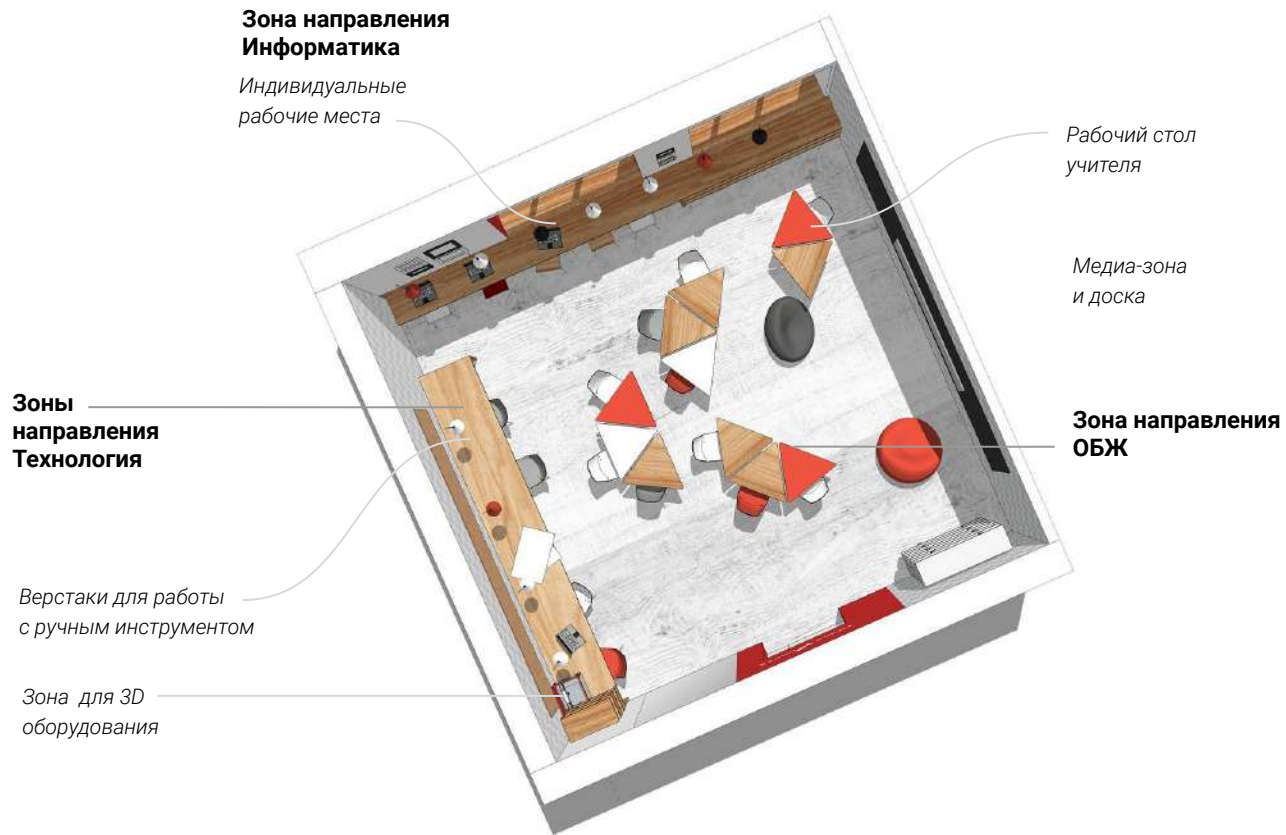 Зона направления
Информатика
Индивидуальные
рабочие места
Рабочий стол
учителя
Медиа-зона
и доска
Зоны
направления
Технология
Зона направления
ОБЖ
Верстаки для работы
с ручным инструментом
Зона для 3D
оборудования